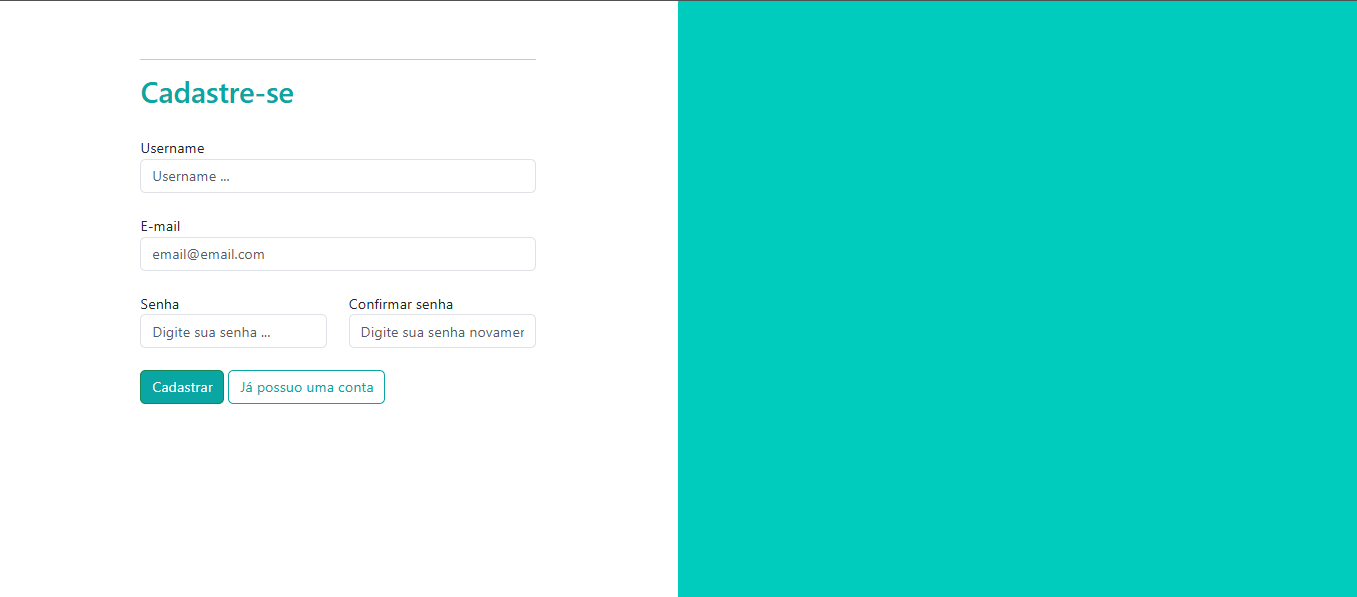 Cadastre-se
Username
Username ...
E-mail
email@email.com
Senha Confirmar senha
Digite sua senha ... Digite sua senha novamer
Cadastrar Já possuo uma conta